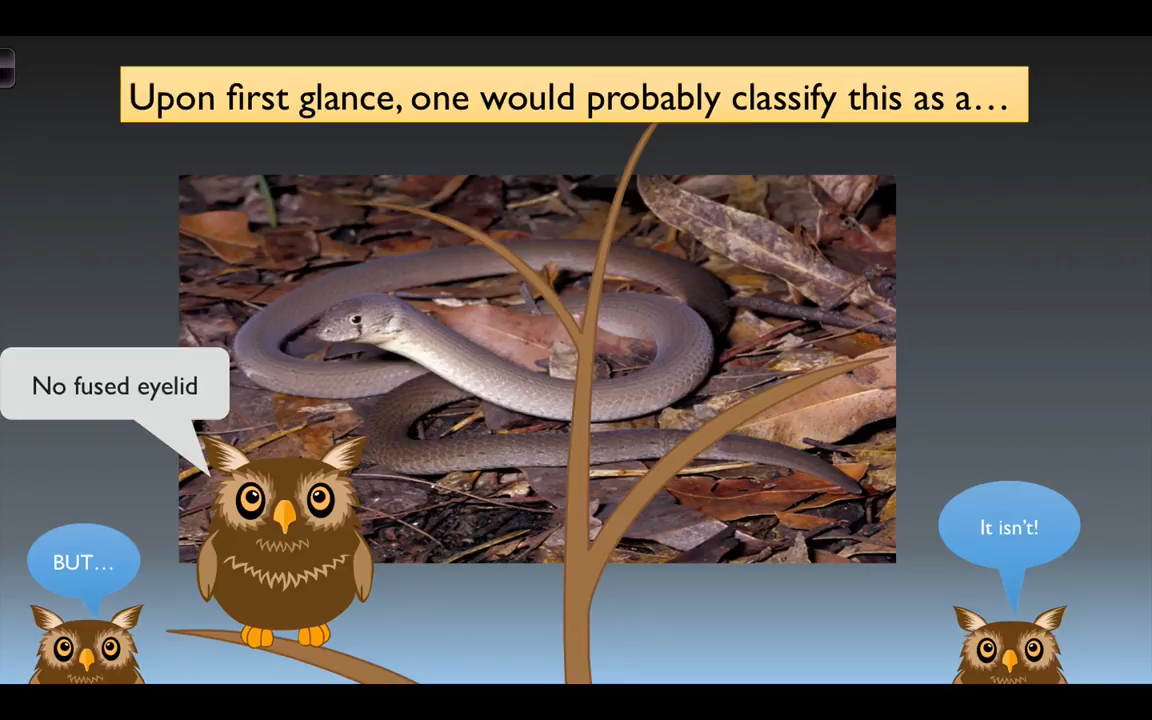 Upon first glance, one would probably classify this as a…
No fused eyelid
BUT…
It isn't!